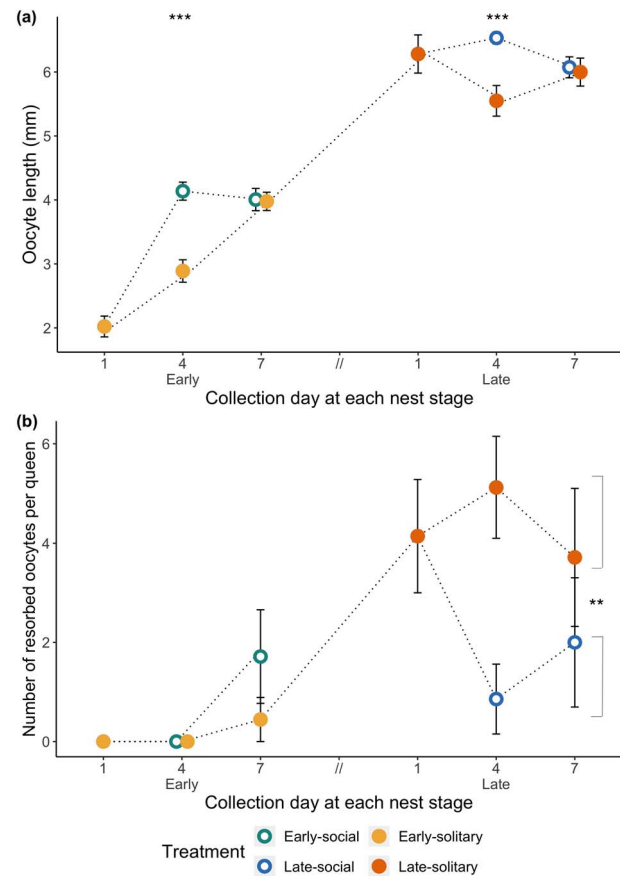 (a)
***
***
Oocyte length (mm)
6
5
4
3
2
1
4
7
//
1
4
7
Early
Late
Collection day at each nest stage
(b)
Number of resorbed oocytes per queen
6
4
2
0
**
1
4
7
//
1
4
7
Early
Late
Collection day at each nest stage
Treatment
Early-social
Early-solitary
Late-social
Late-solitary